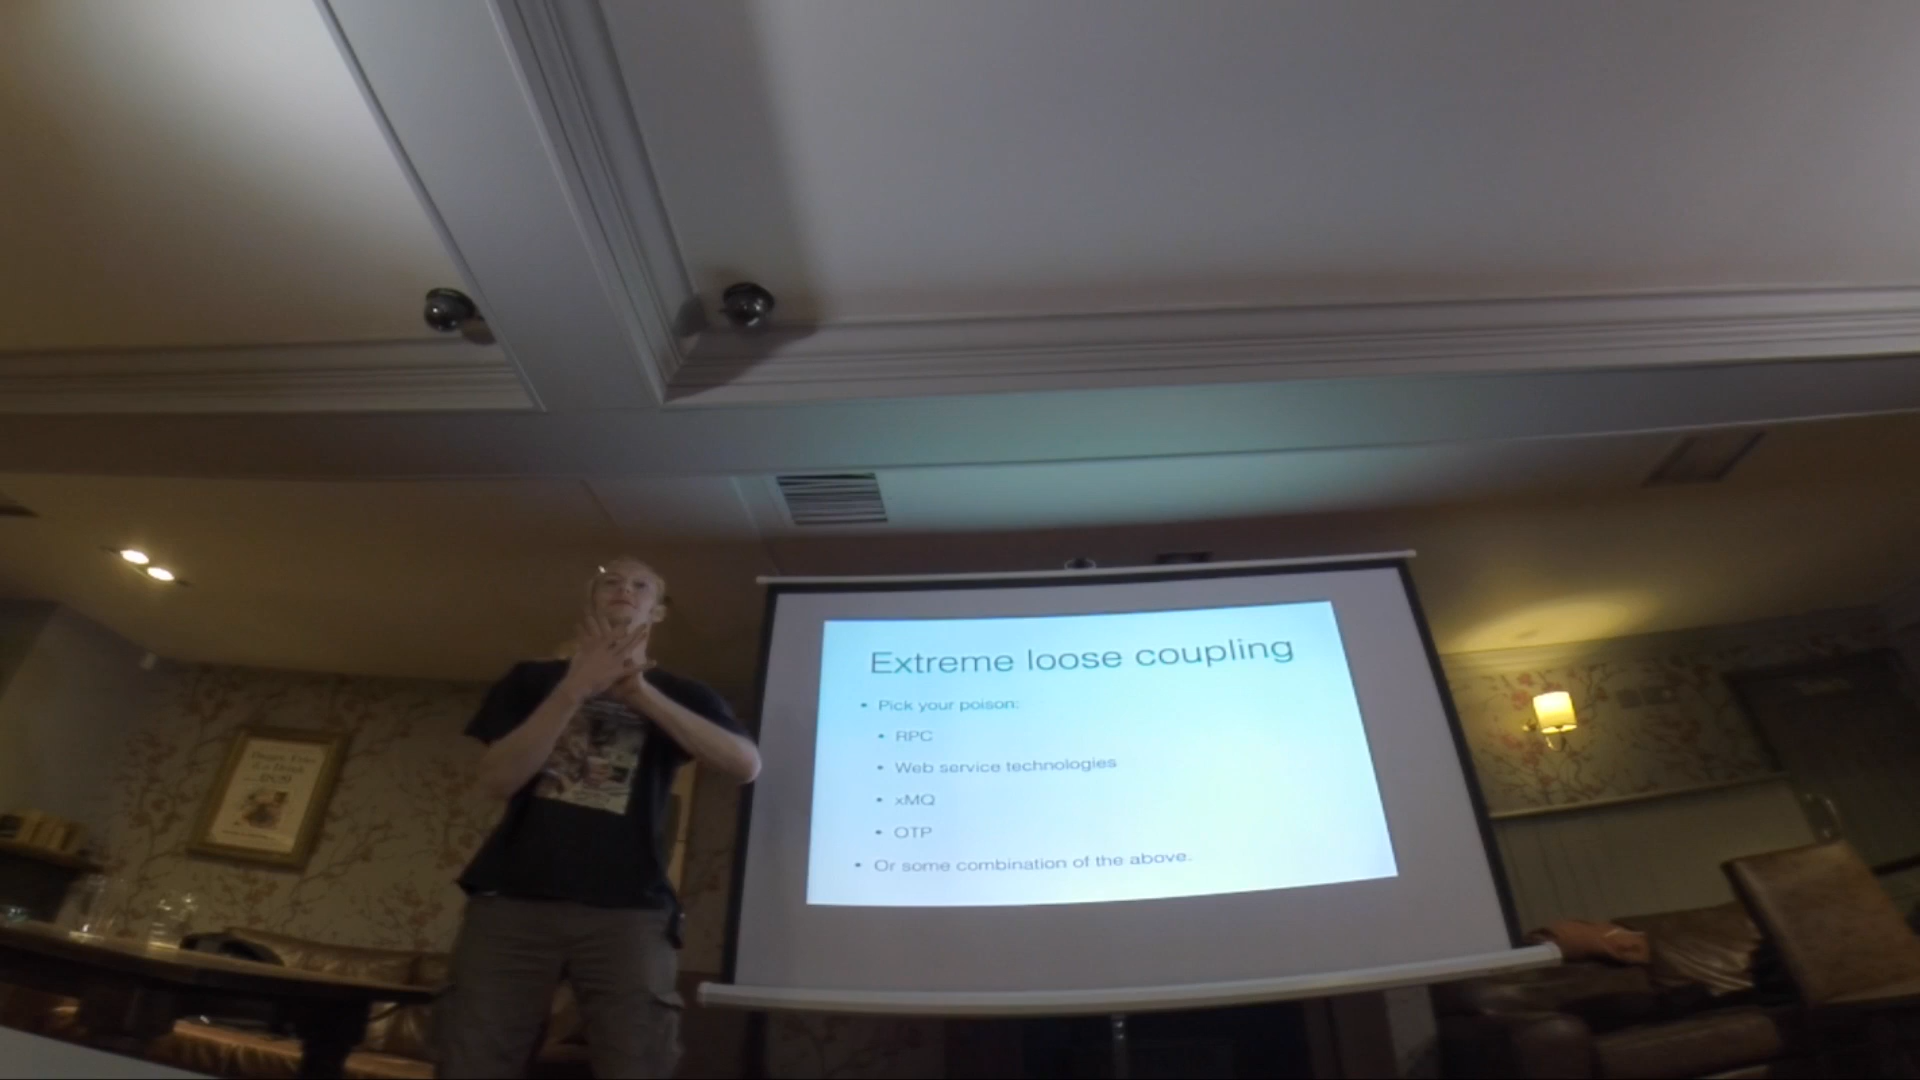 Extreme loose coupling
• Pick your poison:
• RPC
• Web service technologies
• xMQ
• OTP
• Or some combination of the above.